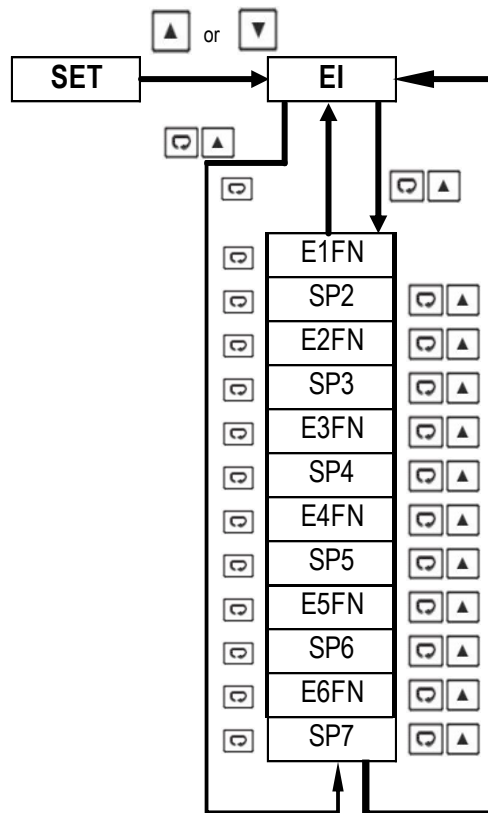 or
SET
EI
E1FN
SP2
E2FN
SP3
E3FN
SP4
E4FN
SP5
E5FN
SP6
E6FN
SP7